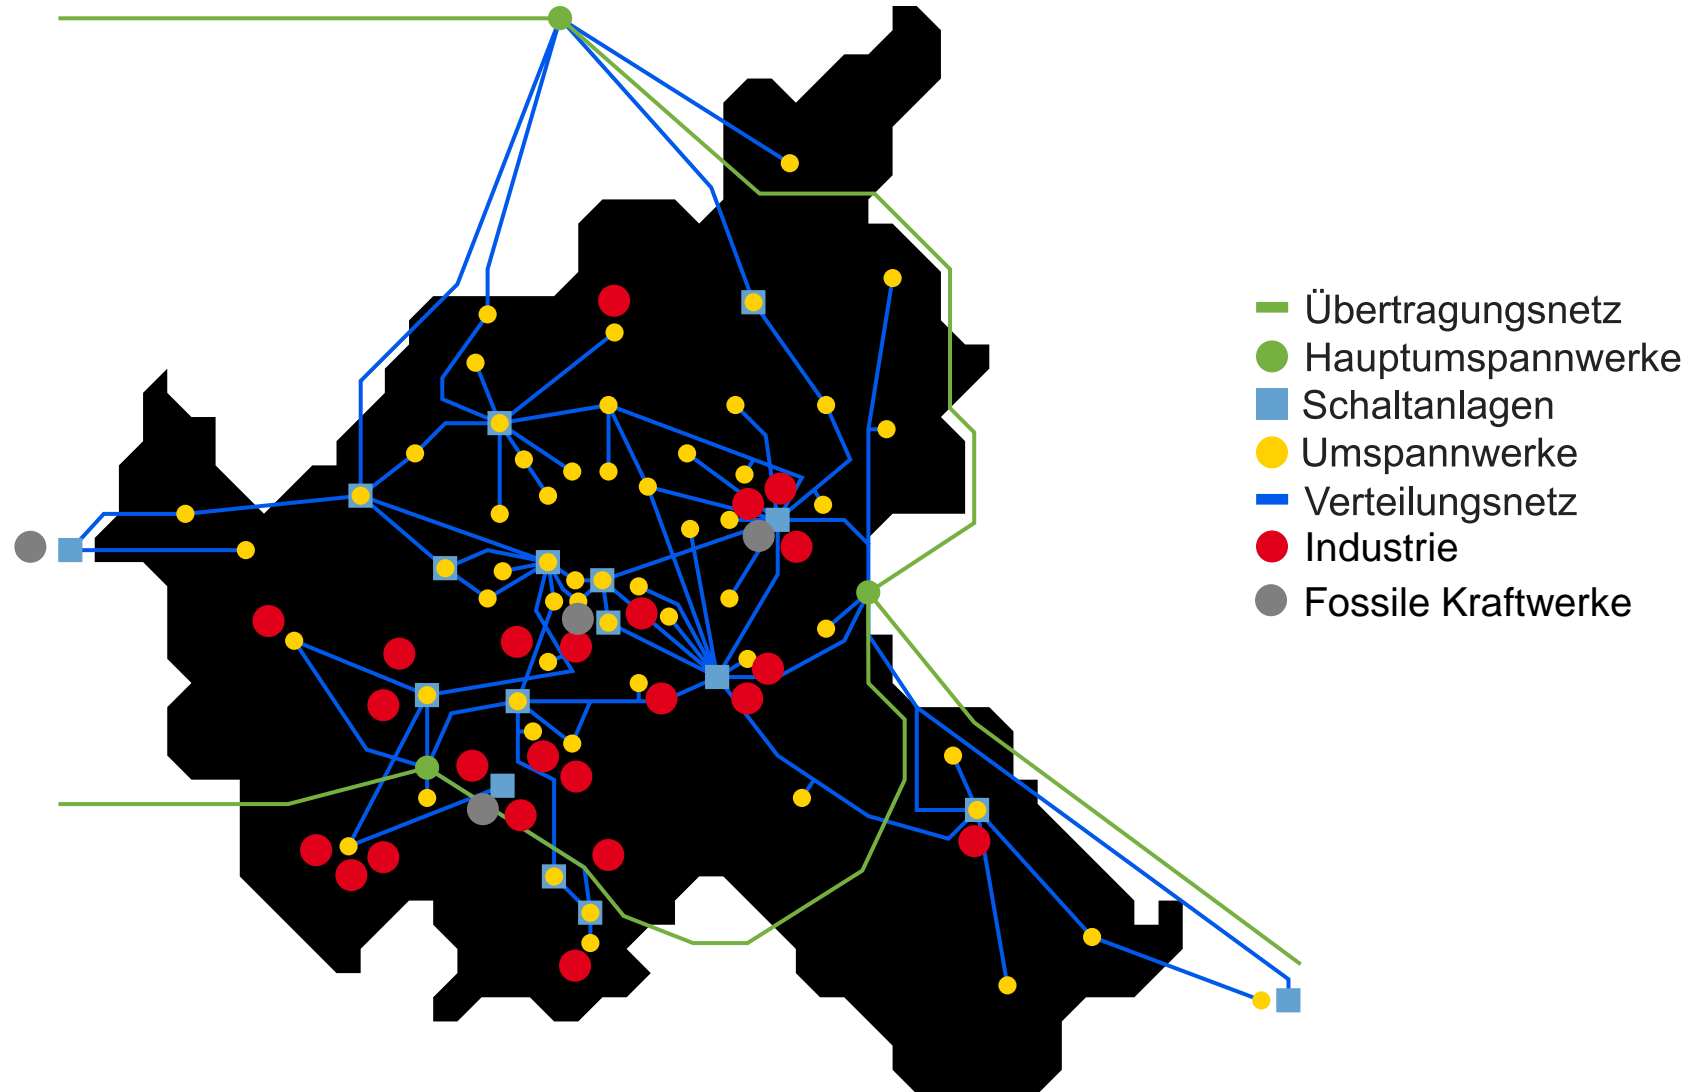 Übertragungsnetz
Hauptumspannwerke
Schaltanlagen
Umspannwerke
Verteilungsnetz
Industrie
Fossile Kraftwerke